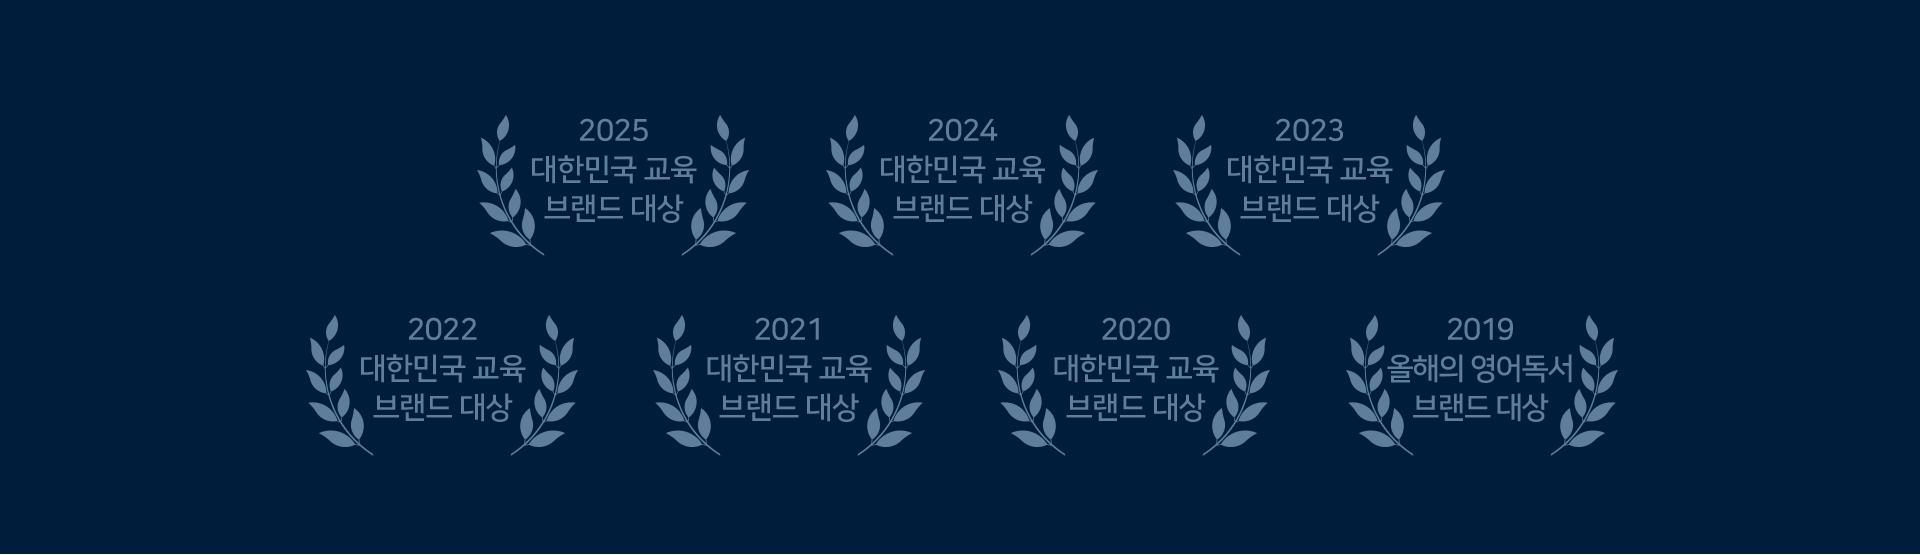 2025
대한민국 교육
브랜드 대상
2024
대한민국 교육
브랜드 대상
2023
대한민국 교육
브랜드 대상
2022
대한민국 교육
브랜드 대상
2021
대한민국 교육
브랜드 대상
2020
대한민국 교육
브랜드 대상
2019
올해의 영어독서
브랜드 대상